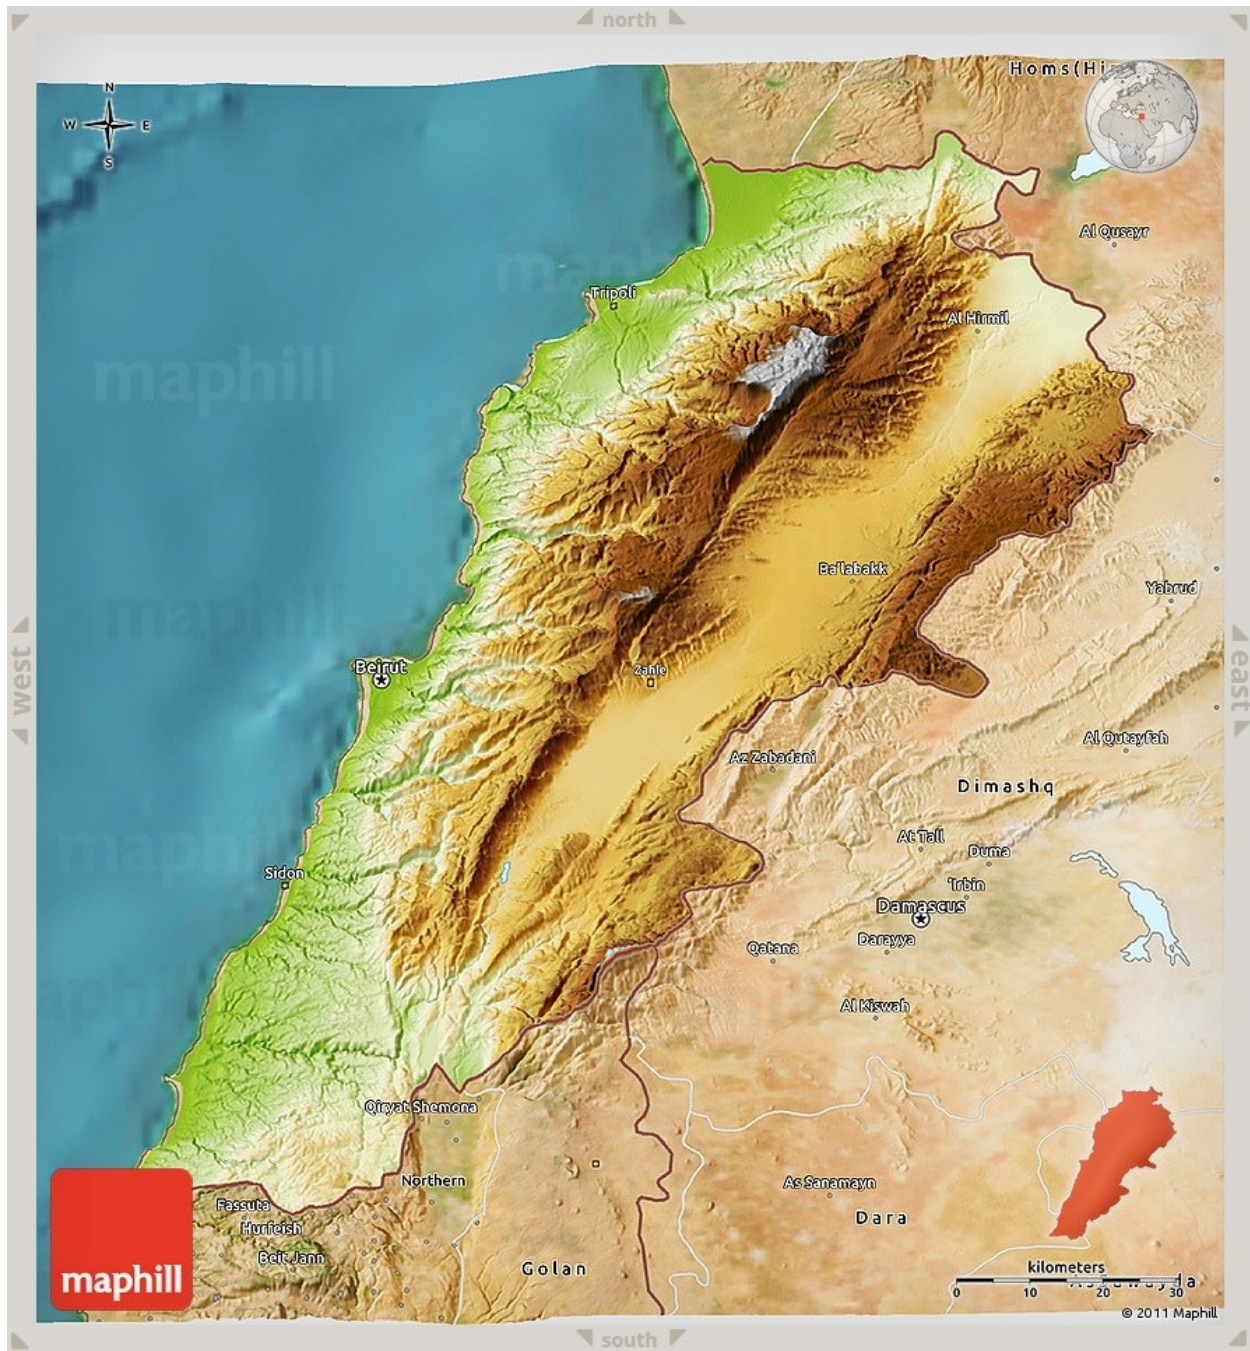 north
Homs(Hi
N
W E
S
Al Qusayr
Tripoli
Al Hirmil
maphill
Ba'labakk
Yabrud
maphill
west
east
Beirut
Zahle
Al Qutayfah
Az Zabadani
Dimashq
At Tall
Duma
maphill
Sidon
'Irbin
Damascus
Darayya
Qatana
Al Kiswah
Qiryat Shemona
Northern
As Sanamayn
Fassuta
Dara
Hurfeish
Beit Jann
Golan
maphill
kilometers
0 10 20 30
© 2011 Maphill
south